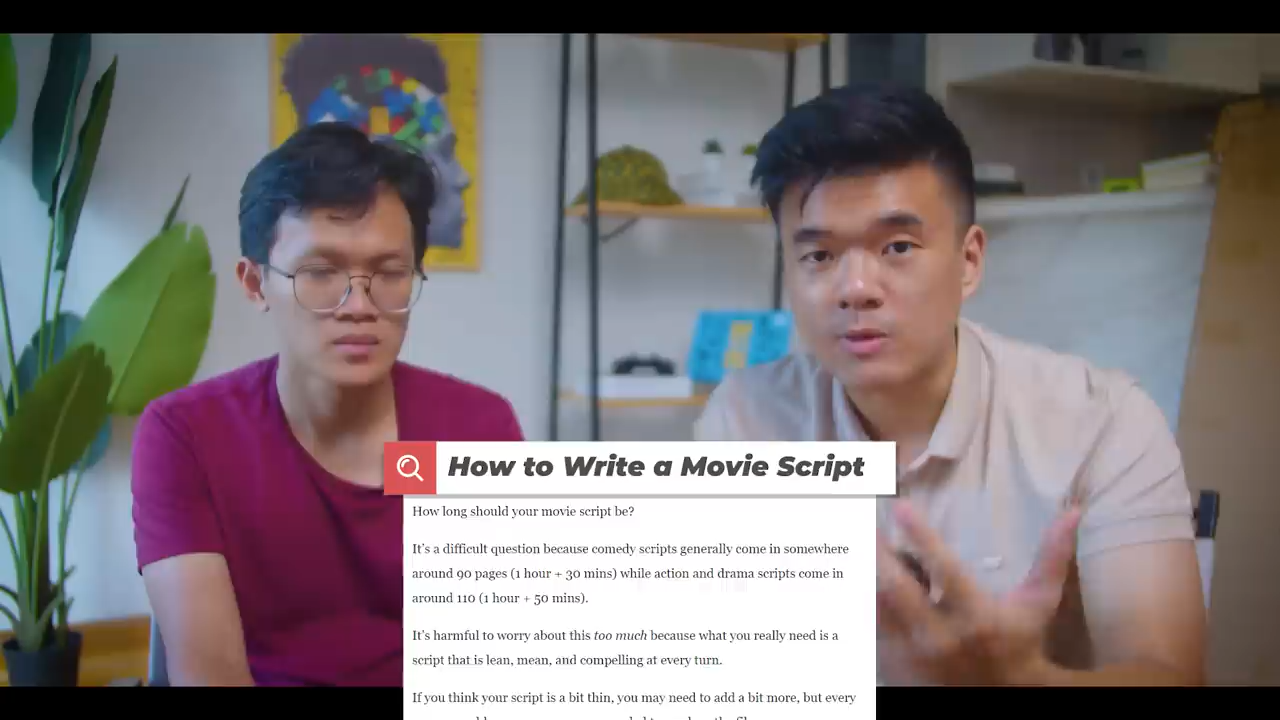 How to Write a Movie Script
How long should your movie script be?
It's a difficult question because comedy scripts generally come in somewhere
around 90 pages (1 hour + 30 mins) while action and drama scripts come in
around 110 (1 hour + 50 mins).
It's harmful to worry about this too much because what you really need is a
script that is lean, mean, and compelling at every turn.
If you think your script is a bit thin, you may need to add a bit more, but every